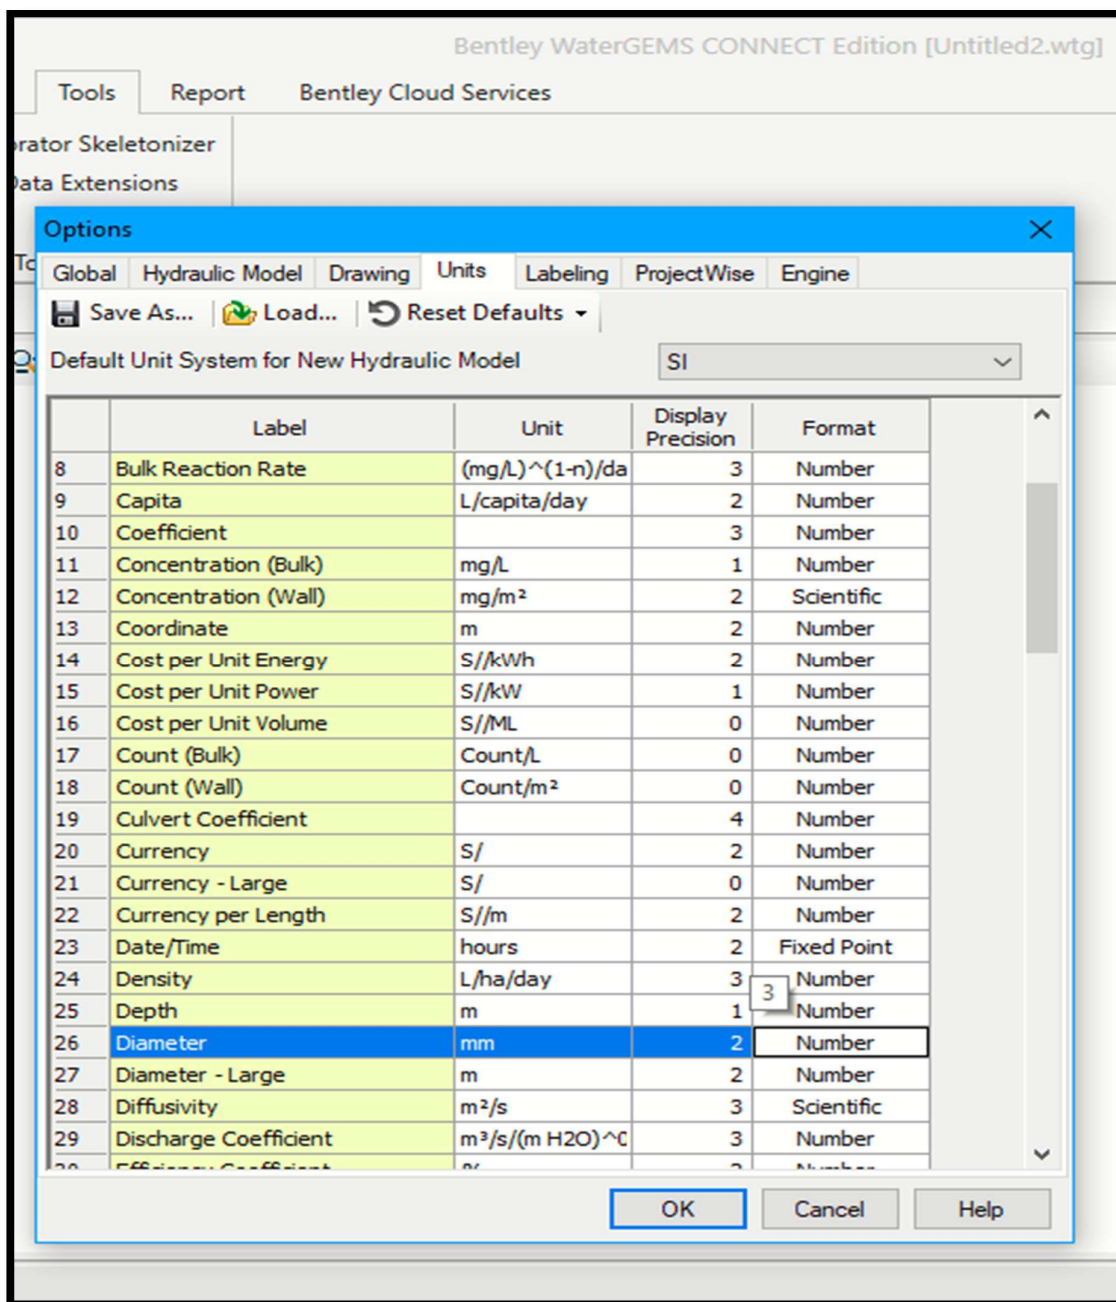 Bentley WaterGEMS CONNECT Edition [Untitled2.wtg]
Tools Report Bentley Cloud Services
Skeletonizer
Extensions
Options
Global Hydraulic Model Drawing Units Labeling ProjectWise Engine
Save As... Load... Reset Defaults
Default Unit System for New Hydraulic Model SI
Label Unit Display Precision Format
8 Bulk Reaction Rate (mg/L)^(1-n)/da 3 Number
9 Capita L/capita/day 2 Number
10 Coefficient 3 Number
11 Concentration (Bulk) mg/L 1 Number
12 Concentration (Wall) mg/m² 2 Scientific
13 Coordinate m 2 Number
14 Cost per Unit Energy S//kWh 2 Number
15 Cost per Unit Power S//kW 1 Number
16 Cost per Unit Volume S//ML 0 Number
17 Count (Bulk) Count/L 0 Number
18 Count (Wall) Count/m² 0 Number
19 Culvert Coefficient 4 Number
20 Currency S/ 2 Number
21 Currency - Large S/ 0 Number
22 Currency per Length S//m 2 Number
23 Date/Time hours 2 Fixed Point
24 Density L/ha/day 3 Number
3
25 Depth m 1 Number
26 Diameter mm 2 Number
27 Diameter - Large m 2 Number
28 Diffusivity m²/s 3 Scientific
29 Discharge Coefficient m³/s/(m H2O)^0 3 Number
OK Cancel Help